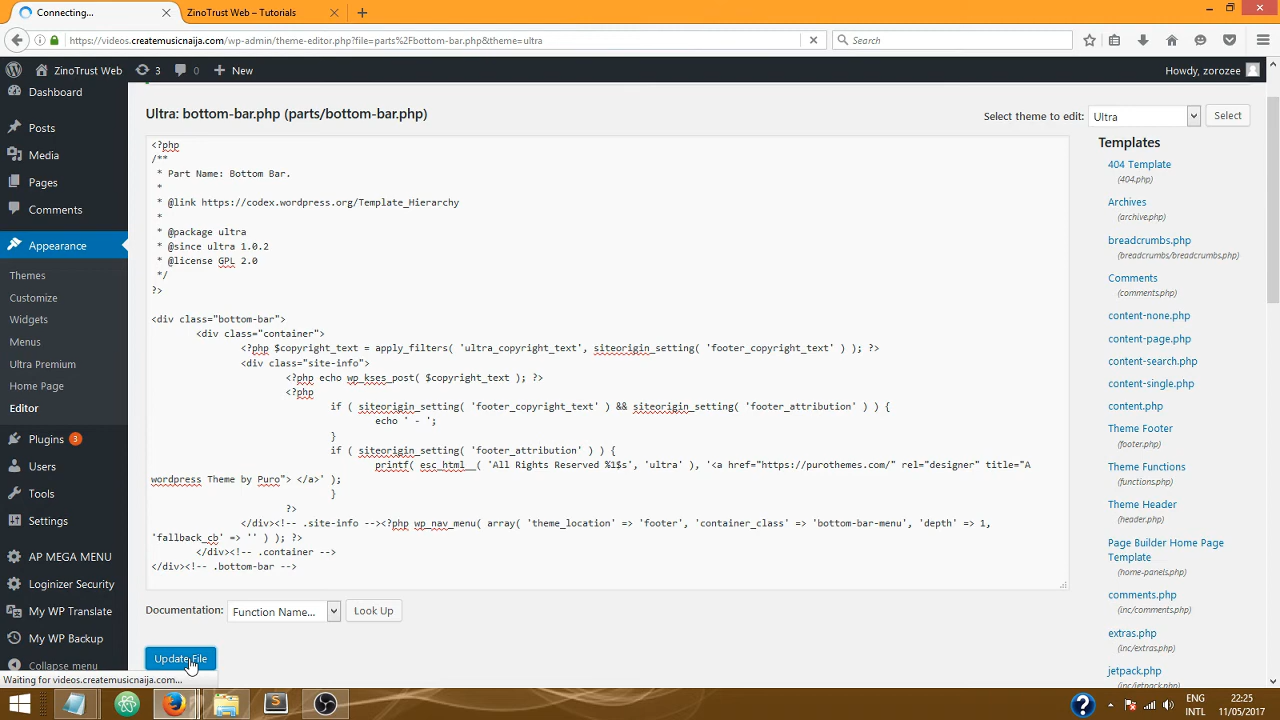 Connecting...
ZinoTrust Web – Tutorials
https://videos.createmusicnaija.com/wp-admin/theme-editor.php?file=parts%2Fbottom-bar.php&theme=ultra
Search
ZinoTrust Web 3 0 New
Howdy, zorozee
Dashboard
Posts
Media
Pages
Comments
Appearance
Themes
Customize
Widgets
Menus
Ultra Premium
Home Page
Editor
Plugins 3
Users
Tools
Settings
AP MEGA MENU
Loginizer Security
My WP Translate
My WP Backup
Collapse menu
Ultra: bottom-bar.php (parts/bottom-bar.php)
Select theme to edit: Ultra Select
<?php
/**
* Part Name: Bottom Bar.
*
* @link https://codex.wordpress.org/Template_Hierarchy
*
* @package ultra
* @since ultra 1.0.2
* @license GPL 2.0
*/
?>
<div class="bottom-bar">
<div class="container">
<?php $copyright_text = apply_filters( 'ultra_copyright_text', siteorigin_setting( 'footer_copyright_text' ) ); ?>
<div class="site-info">
<?php echo wp_kses_post( $copyright_text ); ?>
<?php
if ( siteorigin_setting( 'footer_copyright_text' ) && siteorigin_setting( 'footer_attribution' ) ) {
echo ' - ';
}
if ( siteorigin_setting( 'footer_attribution' ) ) {
printf( esc_html__( 'All Rights Reserved %1$s', 'ultra' ), '<a href="https://purothemes.com/" rel="designer" title="A
wordpress Theme by Puro"> </a>' );
}
?>
</div><!-- .site-info --><?php wp_nav_menu( array( 'theme_location' => 'footer', 'container_class' => 'bottom-bar-menu', 'depth' => 1,
'fallback_cb' => '' ) ); ?>
</div><!-- .container -->
</div><!-- .bottom-bar -->
Documentation: Function Name... Look Up
Update File
Templates
404 Template
(404.php)
Archives
(archive.php)
breadcrumbs.php
(breadcrumbs/breadcrumbs.php)
Comments
(comments.php)
content-none.php
content-page.php
content-search.php
content-single.php
content.php
Theme Footer
(footer.php)
Theme Functions
(functions.php)
Theme Header
(header.php)
Page Builder Home Page
Template
(home-panels.php)
comments.php
(inc/comments.php)
extras.php
(inc/extras.php)
jetpack.php
(inc/jetpack.php)
Waiting for videos.createmusicnaija.com...
ENG
INTL
22:25
11/05/2017